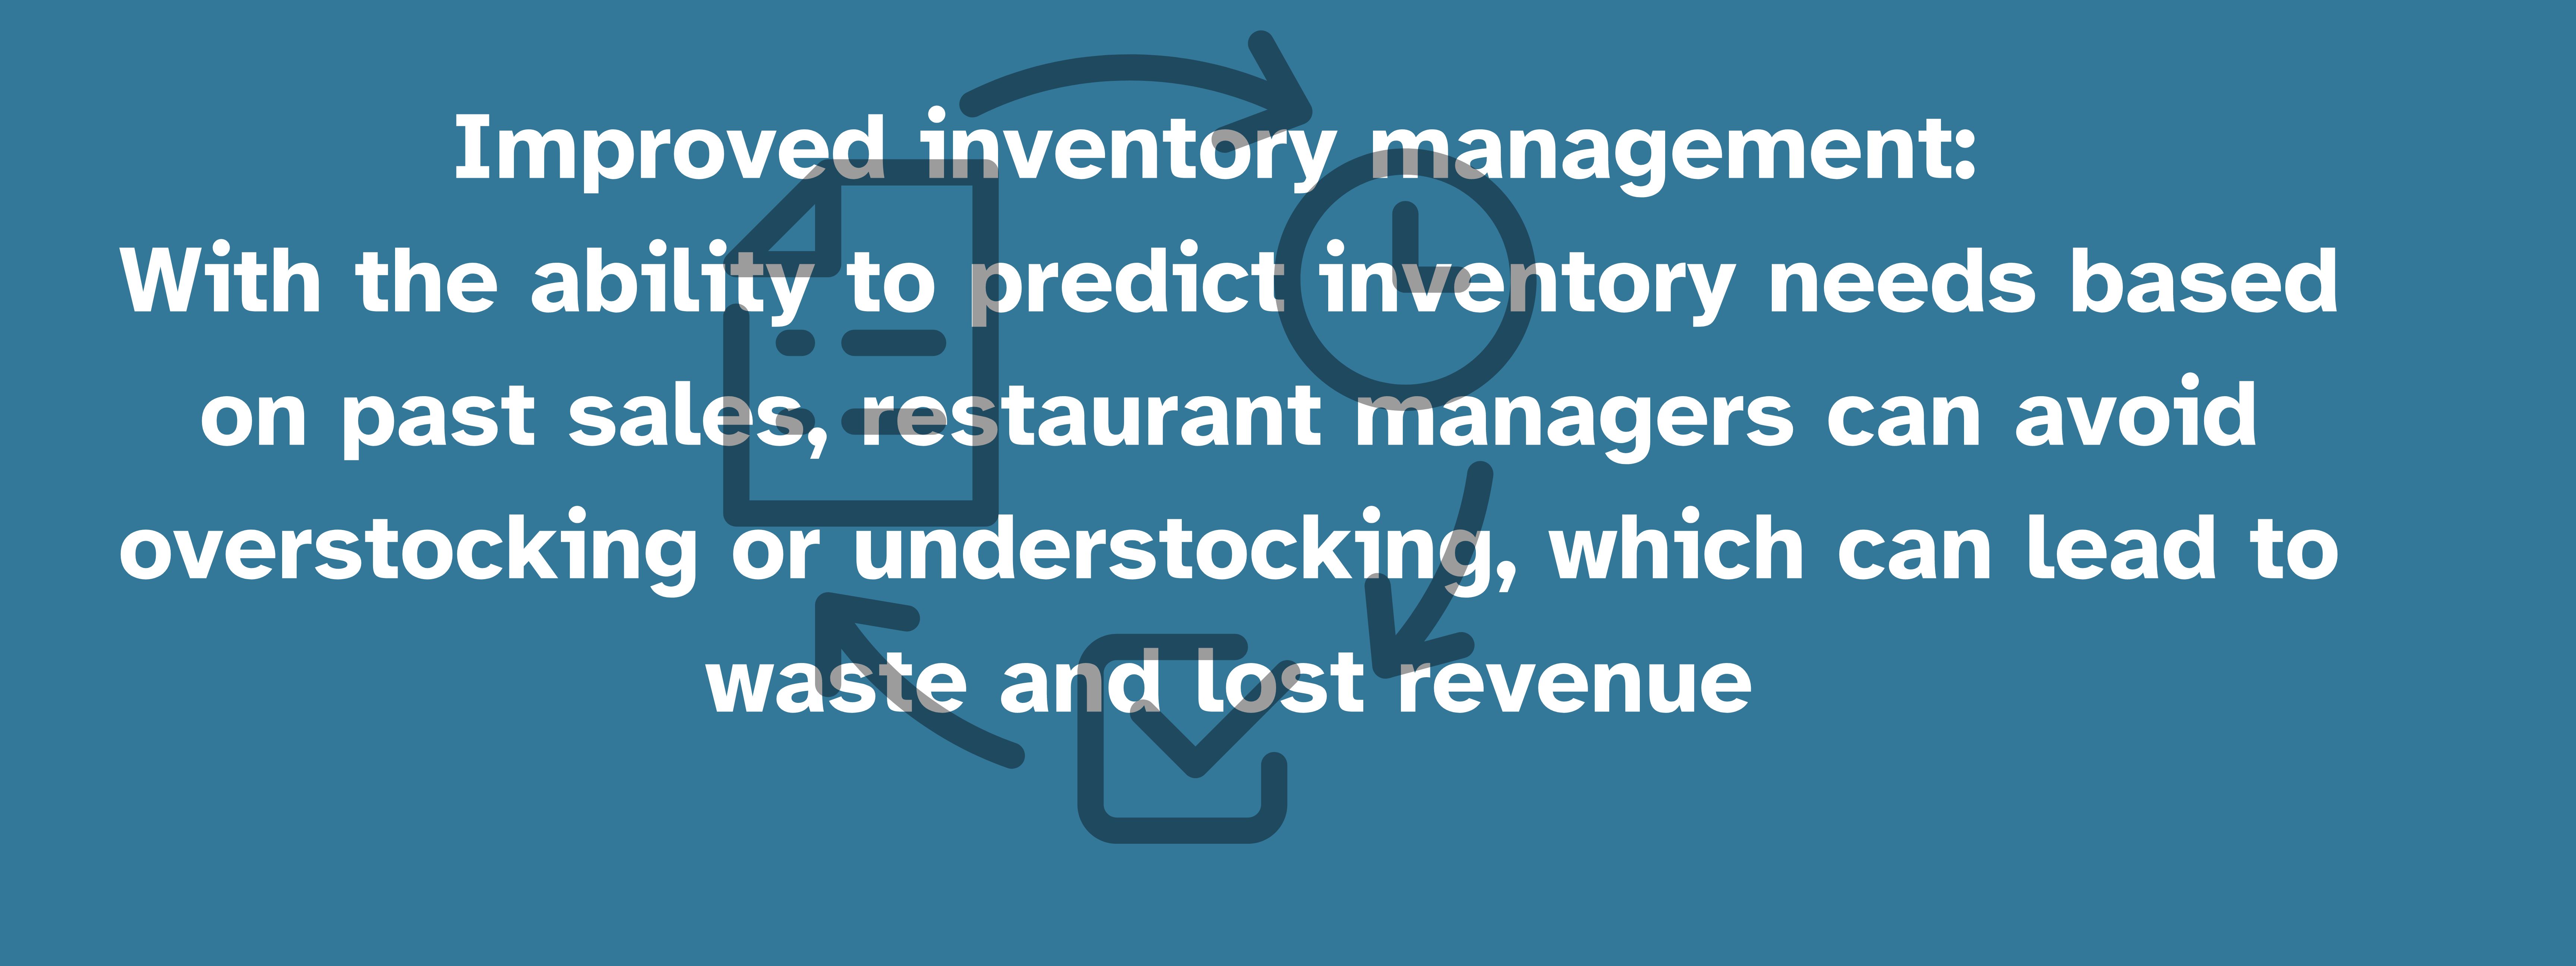 Improved inventory management:
With the ability to predict inventory needs based
on past sales, restaurant managers can avoid
overstocking or understocking, which can lead to
waste and lost revenue